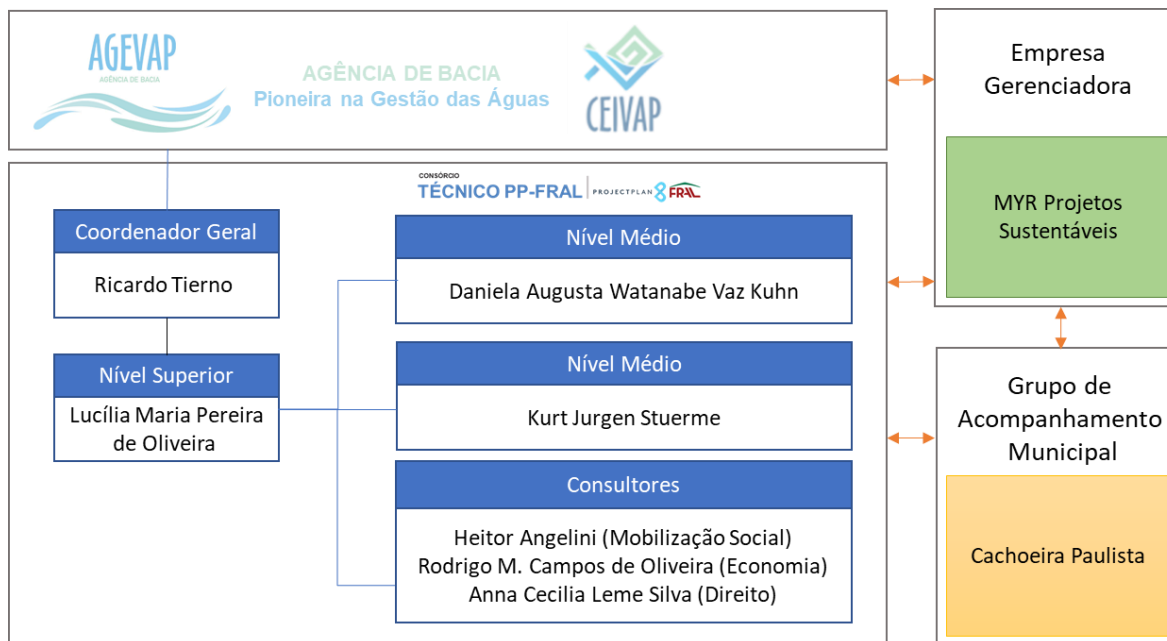 AGEVAP
AGÊNCIA DE BACIA
AGÊNCIA DE BACIA
Pioneira na Gestão das Águas
CEIVAP
Empresa
Gerenciadora
MYR Projetos
Sustentáveis
CONSÓRCIO
TÉCNICO PP-FRAL
PROJECTPLAN
FRAL
Coordenador Geral
Ricardo Tierno
Nível Superior
Lucília Maria Pereira
de Oliveira
Nível Médio
Daniela Augusta Watanabe Vaz Kuhn
Nível Médio
Kurt Jurgen Stuerme
Consultores
Heitor Angelini (Mobilização Social)
Rodrigo M. Campos de Oliveira (Economia)
Anna Cecilia Leme Silva (Direito)
Grupo de
Acompanhamento
Municipal
Cachoeira Paulista